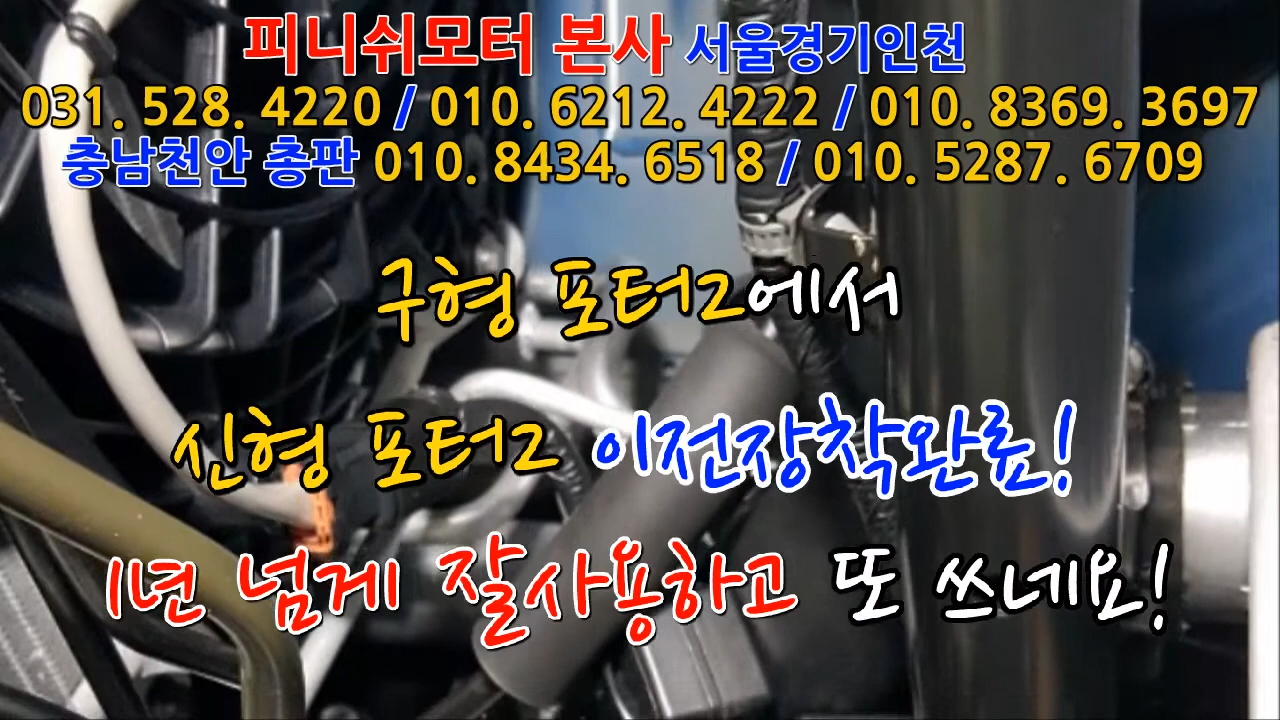 피니쉬모터 본사 서울경기인천
031. 528. 4220 / 010. 6212. 4222 / 010. 8369. 3697
충남천안 총판 010. 8434. 6518 / 010. 5287. 6709
구형 포터2에서
신형 포터2 이전장착완료!
1년 넘게 잘사용하고 또 쓰네요!